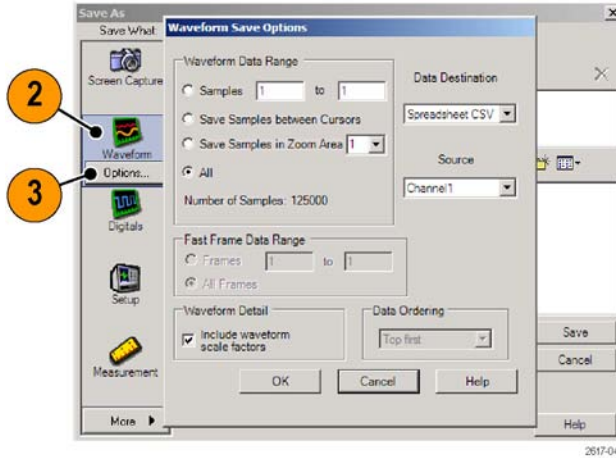 Save As
Save What:
Waveform Save Options
Screen Capture
2
Waveform
3
Options...
Digitals
Setup
Measurement
More
Waveform Data Range
Samples 1 to 1
Save Samples between Cursors
Save Samples in Zoom Area 1
All
Number of Samples: 125000
Data Destination
Spreadsheet CSV
Source
Channel1
Fast Frame Data Range
Frames 1 to 1
All Frames
Waveform Detail
Include waveform
scale factors
Data Ordering
Top first
OK
Cancel
Help
Save
Cancel
Help